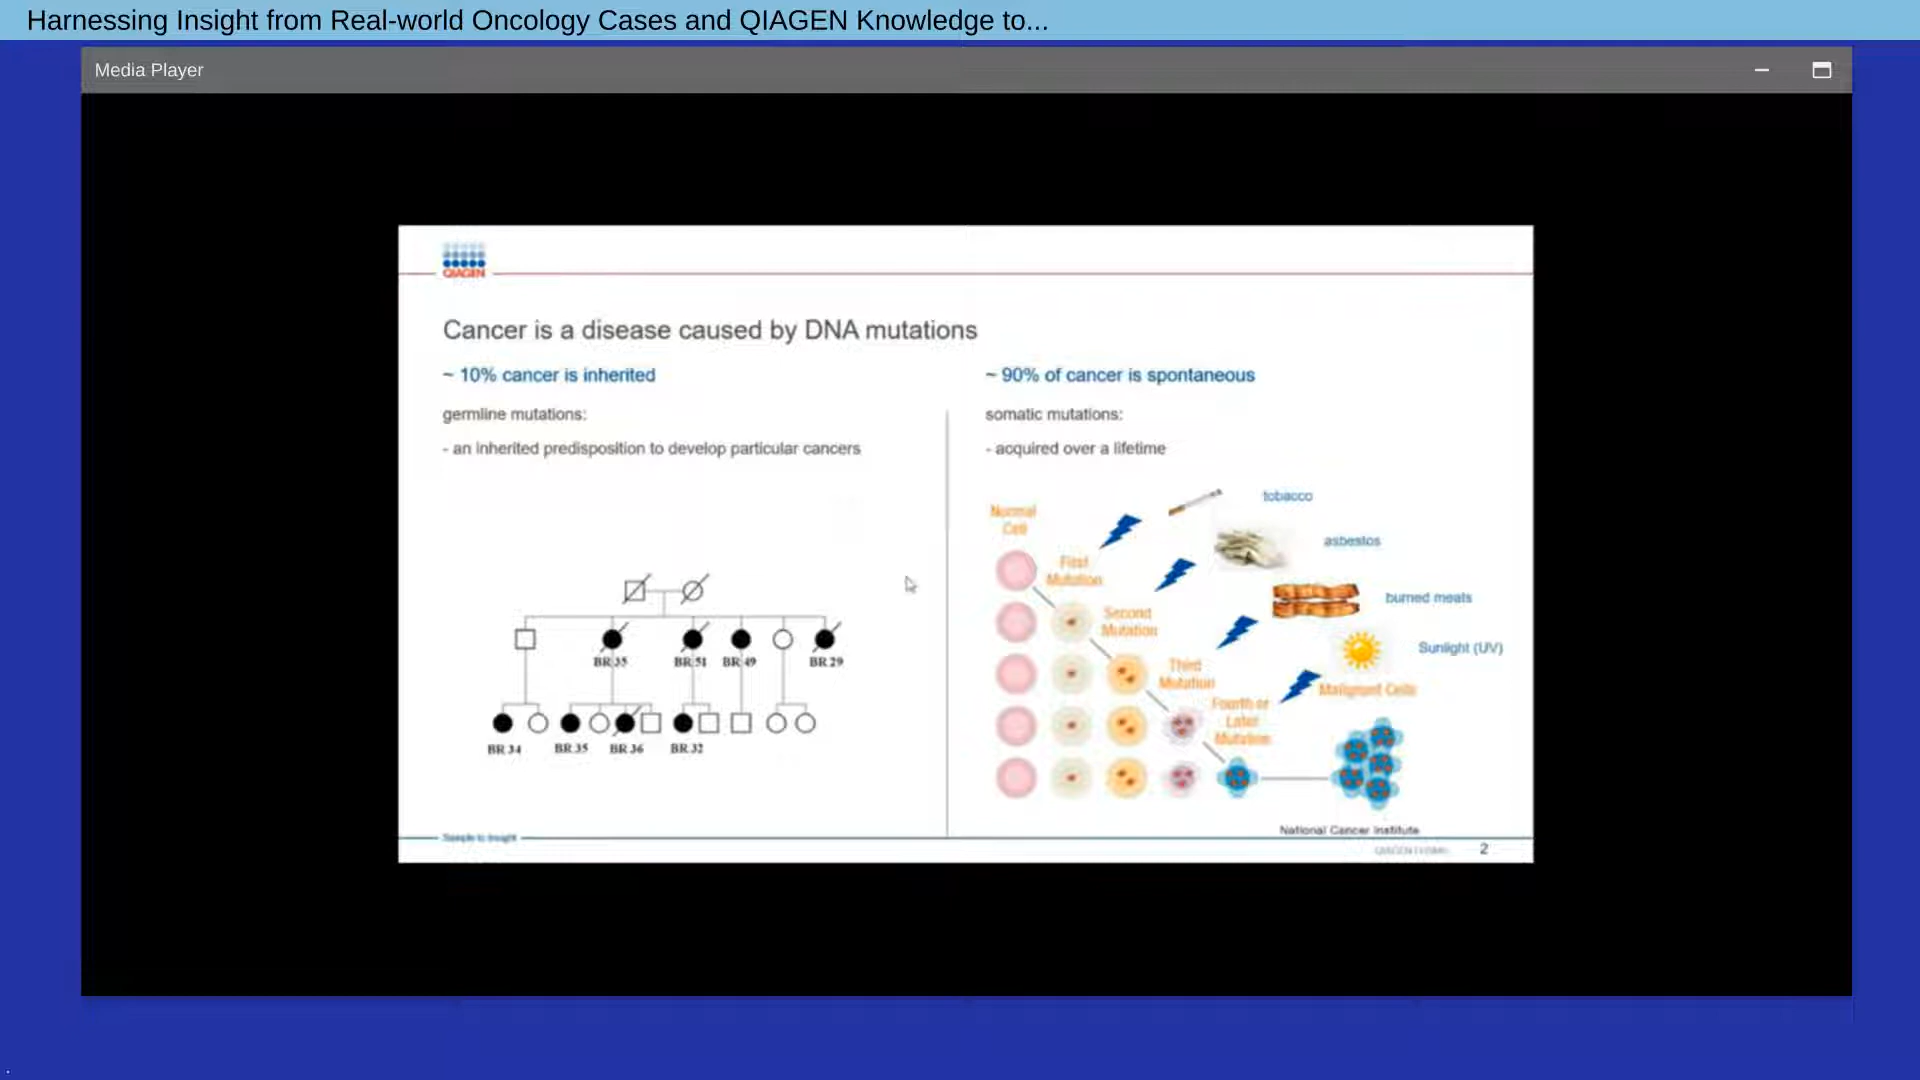 Harnessing Insight from Real-world Oncology Cases and QIAGEN Knowledge to...
Media Player
QIAGEN
Cancer is a disease caused by DNA mutations
~ 10% cancer is inherited
germline mutations:
- an inherited predisposition to develop particular cancers
BR 35 BR 51 BR 49 BR 29
BR 34 BR 35 BR 36 BR 32
~ 90% of cancer is spontaneous
somatic mutations:
- acquired over a lifetime
tobacco
Normal
Cell
asbestos
First
Mutation
burned meats
Second
Mutation
Sunlight (UV)
Third
Mutation
Malignant Cells
Fourth or
Later
Mutation
National Cancer Institute
Sample to Insight
2